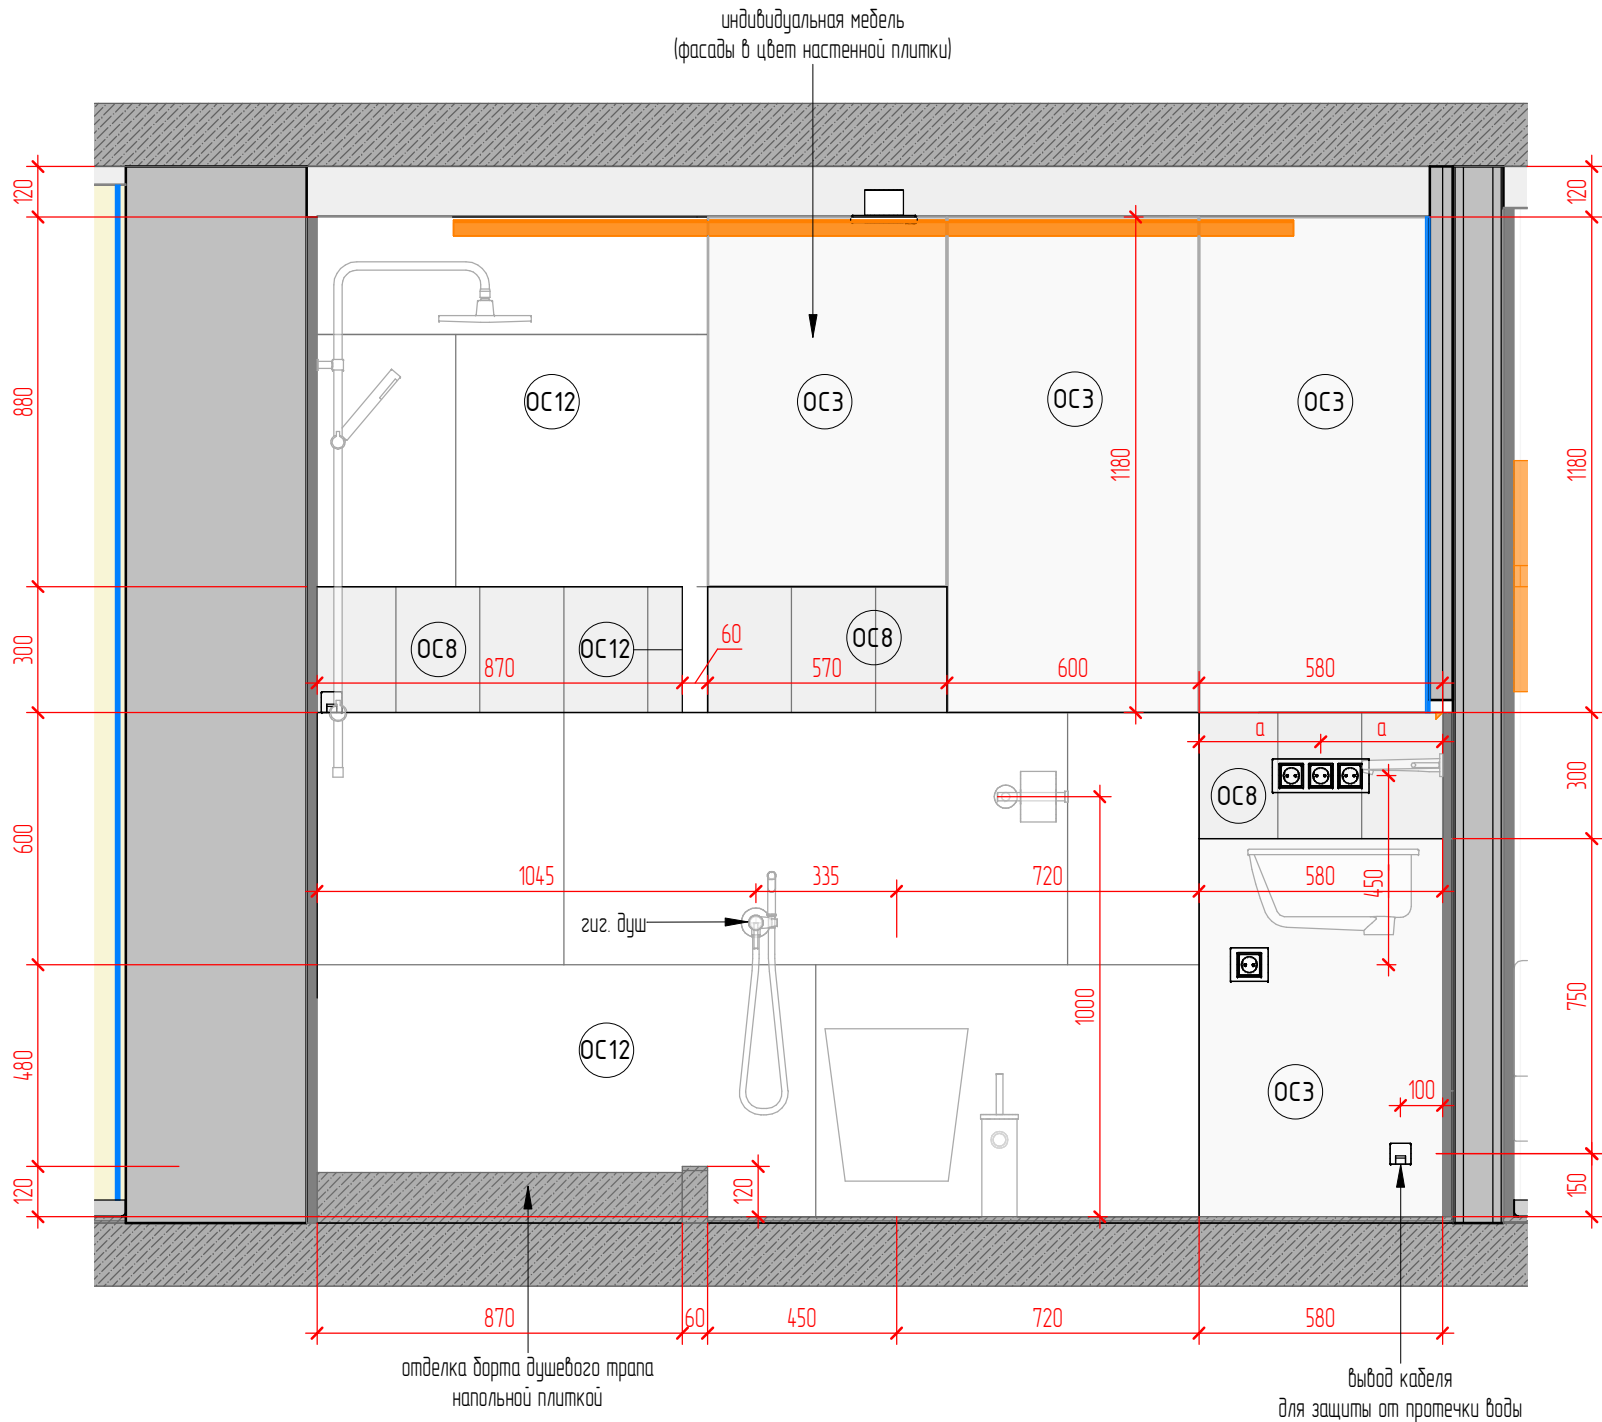 индивидуальная мебель
(фасады в цвет настенной плитки)
120
120
880
1180
1180
ОС12
ОС3
ОС3
ОС3
300
ОС8
ОС12
ОС8
60
870
570
600
580
а
а
300
ОС8
600
1045
335
720
580
450
гиг. душ
1000
750
480
ОС12
ОС3
100
120
120
150
870
60
450
720
580
отделка борта душевого трапа
напольной плиткой
вывод кабеля
для защиты от протечки воды